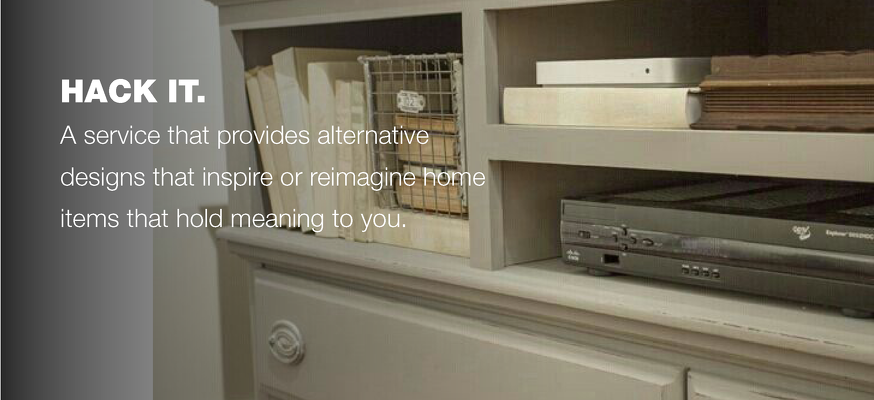 HACK IT.
A service that provides alternative
designs that inspire or reimagine home
items that hold meaning to you.